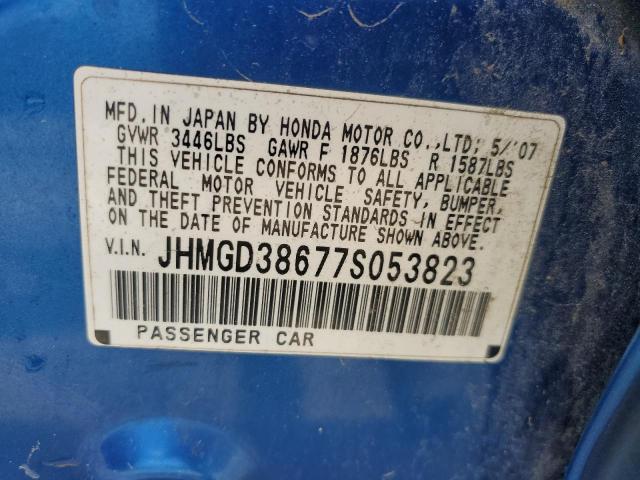 MFD. IN JAPAN BY HONDA MOTOR CO.,LTD; 5/'07
GVWR 3446LBS GAWR F 1876LBS R 1587LBS
THIS VEHICLE CONFORMS TO ALL APPLICABLE
FEDERAL MOTOR VEHICLE SAFETY, BUMPER,
AND THEFT PREVENTION STANDARDS IN EFFECT
ON THE DATE OF MANUFACTURE SHOWN ABOVE.
V.I.N. JHMGD38677S053823
PASSENGER CAR